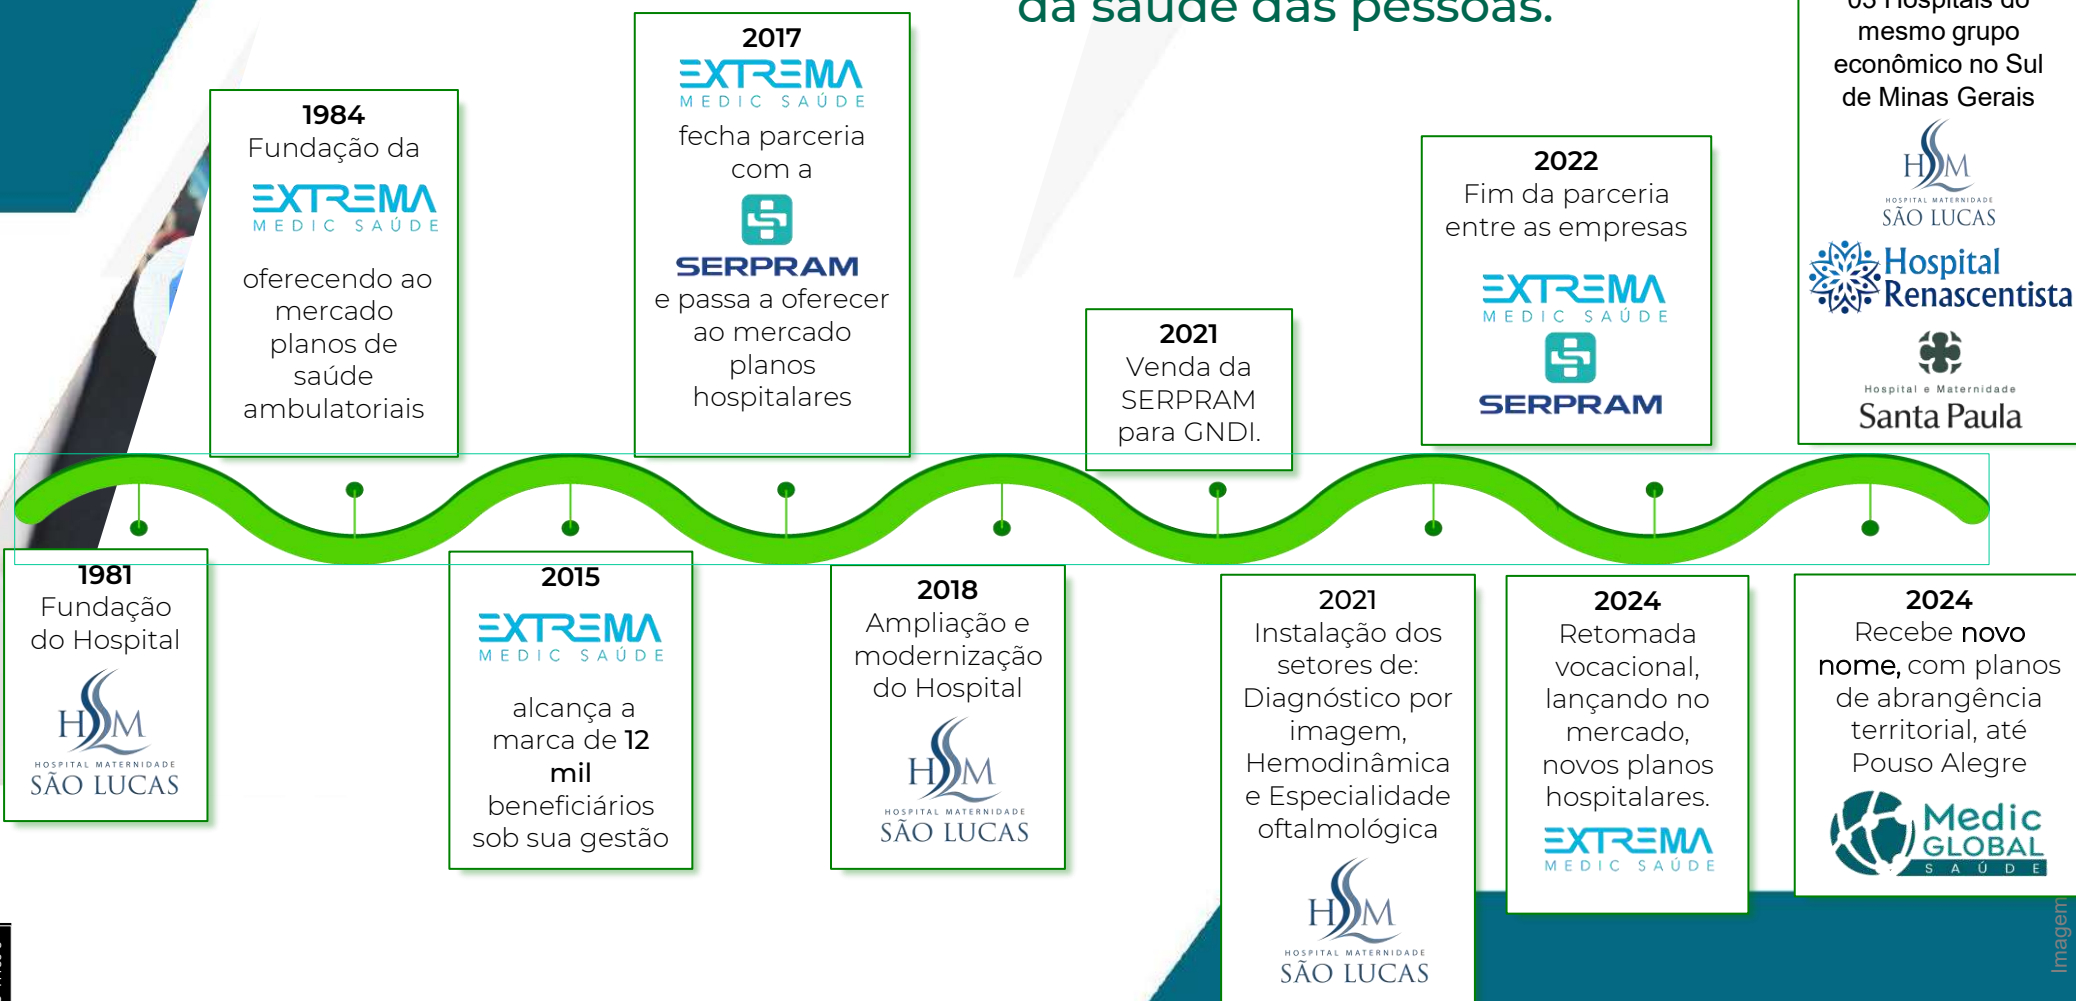 da saúde das pessoas.
1981
Fundação
do Hospital
HSLM
HOSPITAL MATERNIDADE
SÃO LUCAS
1984
Fundação da
EXTREMA
MEDIC SAÚDE
oferecendo ao
mercado
planos de
saúde
ambulatoriais
2015
EXTREMA
MEDIC SAÚDE
alcança a
marca de 12
mil
beneficiários
sob sua gestão
2017
EXTREMA
MEDIC SAÚDE
fecha parceria
com a
SERPRAM
e passa a oferecer
ao mercado
planos
hospitalares
2018
Ampliação e
modernização
do Hospital
HSLM
HOSPITAL MATERNIDADE
SÃO LUCAS
2021
Venda da
SERPRAM
para GNDI.
2021
Instalação dos
setores de:
Diagnóstico por
imagem,
Hemodinâmica
e Especialidade
oftalmológica
HSLM
HOSPITAL MATERNIDADE
SÃO LUCAS
2022
Fim da parceria
entre as empresas
EXTREMA
MEDIC SAÚDE
SERPRAM
2024
Retomada
vocacional,
lançando no
mercado,
novos planos
hospitalares.
EXTREMA
MEDIC SAÚDE
03 Hospitais do
mesmo grupo
econômico no Sul
de Minas Gerais
HSLM
HOSPITAL MATERNIDADE
SÃO LUCAS
Hospital
Renascentista
Hospital e Maternidade
Santa Paula
2024
Recebe novo
nome, com planos
de abrangência
territorial, até
Pouso Alegre
Medic
GLOBAL
SAÚDE
Imagem